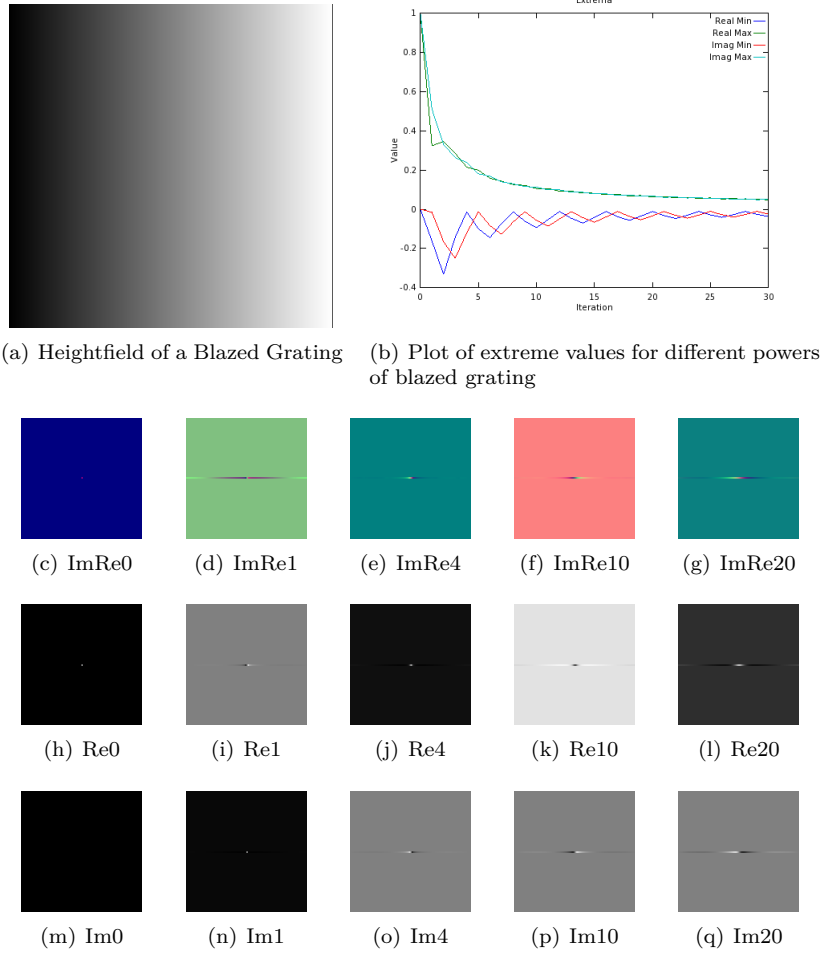 Extrema
Real Min
Real Max
Imag Min
Imag Max
1
0.8
0.6
0.4
0.2
0
-0.2
-0.4
Value
0
5
10
15
20
25
30
Iteration
(a) Heightfield of a Blazed Grating
(b) Plot of extreme values for different powers
of blazed grating
(c) ImRe0
(d) ImRe1
(e) ImRe4
(f) ImRe10
(g) ImRe20
(h) Re0
(i) Re1
(j) Re4
(k) Re10
(l) Re20
(m) Im0
(n) Im1
(o) Im4
(p) Im10
(q) Im20